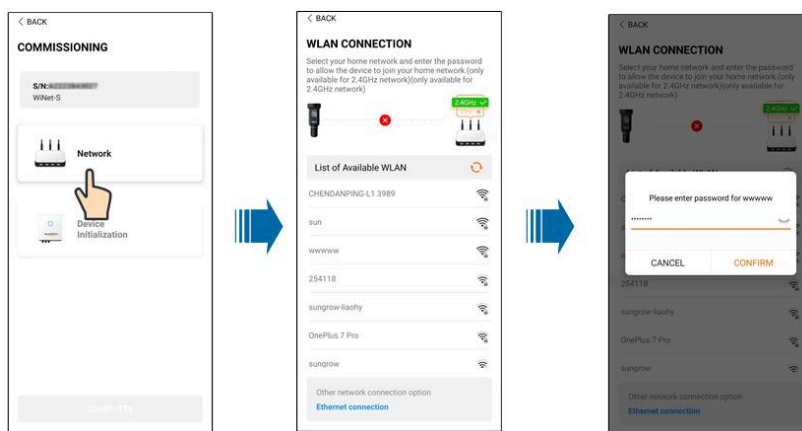 < BACK
COMMISSIONING
S/N:
WiNet-S
Network
Device
Initialization
COMPLETE
< BACK
WLAN CONNECTION
Select your home network and enter the password
to allow the device to join your home network.(only
available for 2.4GHz network)(only available for
2.4GHz network)
2.4GHz ✓
List of Available WLAN
CHENDANPING-L1 3989
sun
wwwww
254118
sungrow-liaohy
OnePlus 7 Pro
sungrow
Other network connection option
Ethernet connection
< BACK
WLAN CONNECTION
Select your home network and enter the password
to allow the device to join your home network.(only
available for 2.4GHz network)(only available for
2.4GHz network)
2.4GHz ✓
Please enter password for wwwww
········
CANCEL
CONFIRM
254118
sungrow-liaohy
OnePlus 7 Pro
sungrow
Other network connection option
Ethernet connection